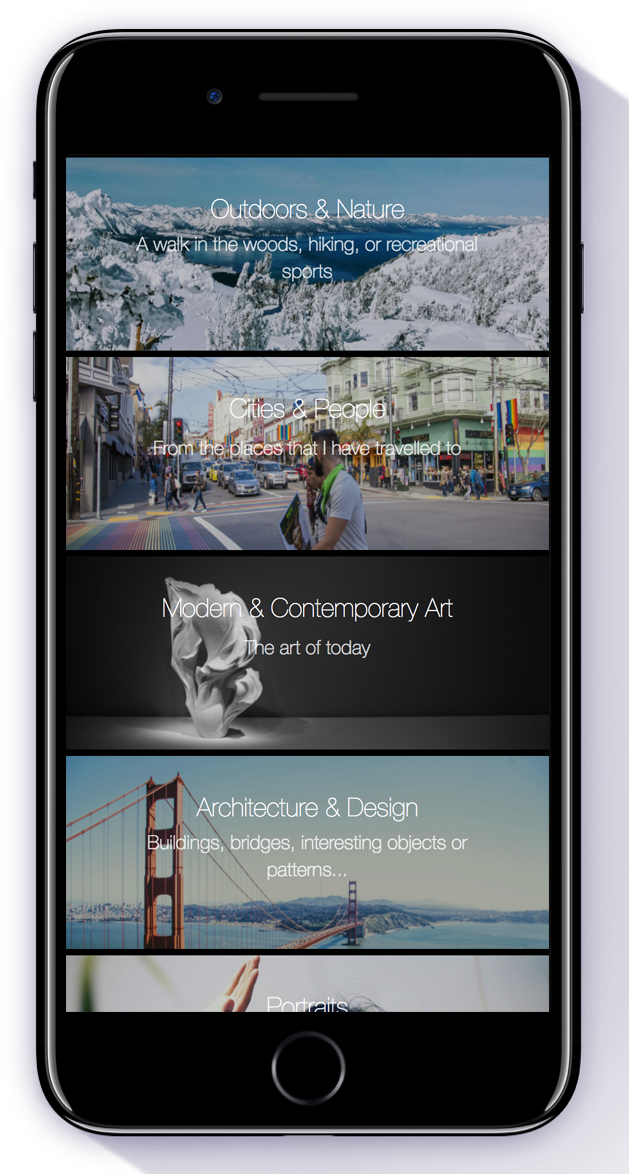 Outdoors & Nature
A walk in the woods, hiking, or recreational
sports
Cities & People
From the places that I have travelled to
Modern & Contemporary Art
The art of today
Architecture & Design
Buildings, bridges, interesting objects or
patterns...
Portraits